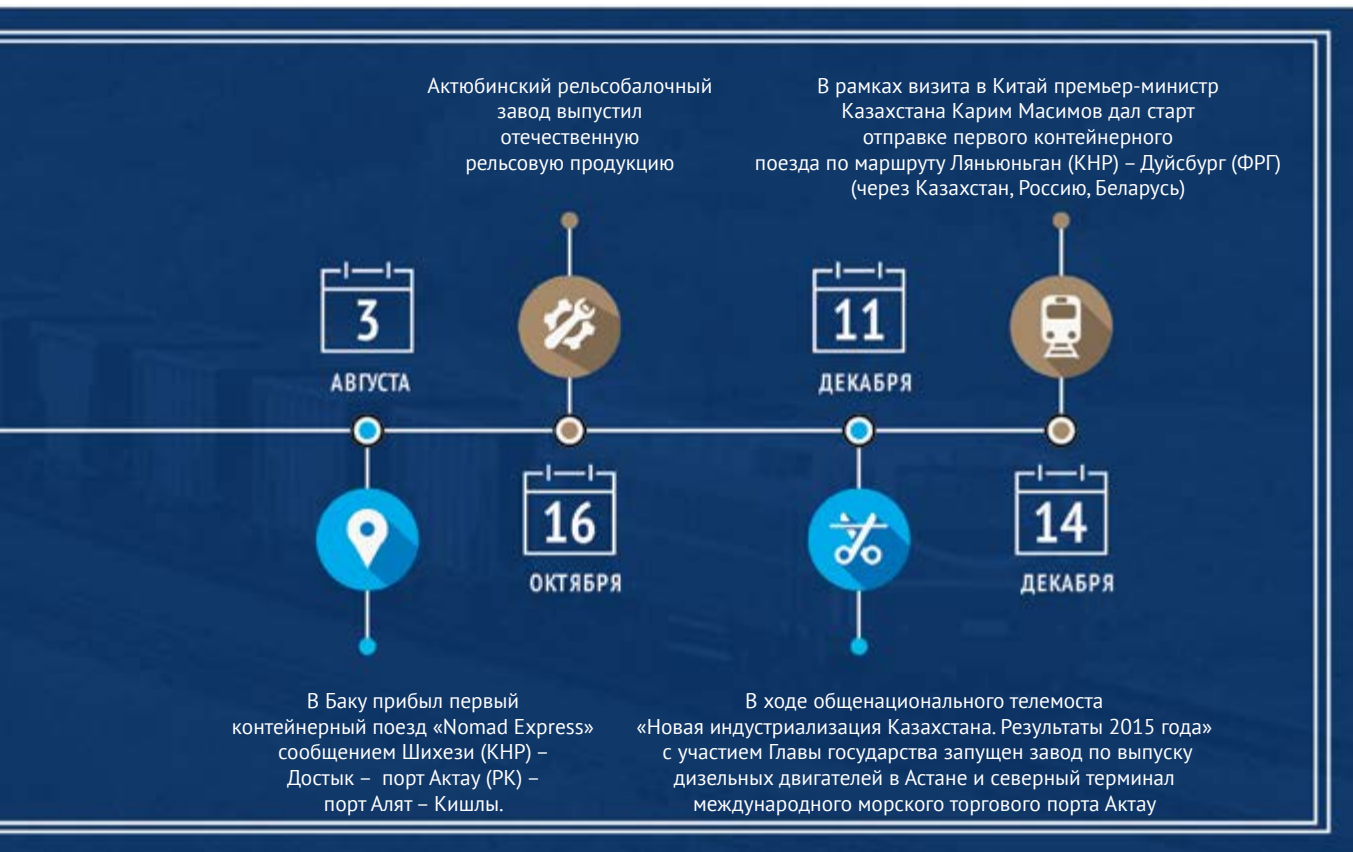 Актюбинский рельсобалочный
завод выпустил
отечественную
рельсовую продукцию
В рамках визита в Китай премьер-министр
Казахстана Карим Масимов дал старт
отправке первого контейнерного
поезда по маршруту Ляньюньган (КНР) – Дуйсбург (ФРГ)
(через Казахстан, Россию, Беларусь)
3
АВГУСТА
11
ДЕКАБРЯ
16
ОКТЯБРЯ
14
ДЕКАБРЯ
В Баку прибыл первый
контейнерный поезд «Nomad Express»
сообщением Шихези (КНР) –
Достык – порт Актау (РК) –
порт Алят – Кишлы.
В ходе общенационального телемоста
«Новая индустриализация Казахстана. Результаты 2015 года»
с участием Главы государства запущен завод по выпуску
дизельных двигателей в Астане и северный терминал
международного морского торгового порта Актау